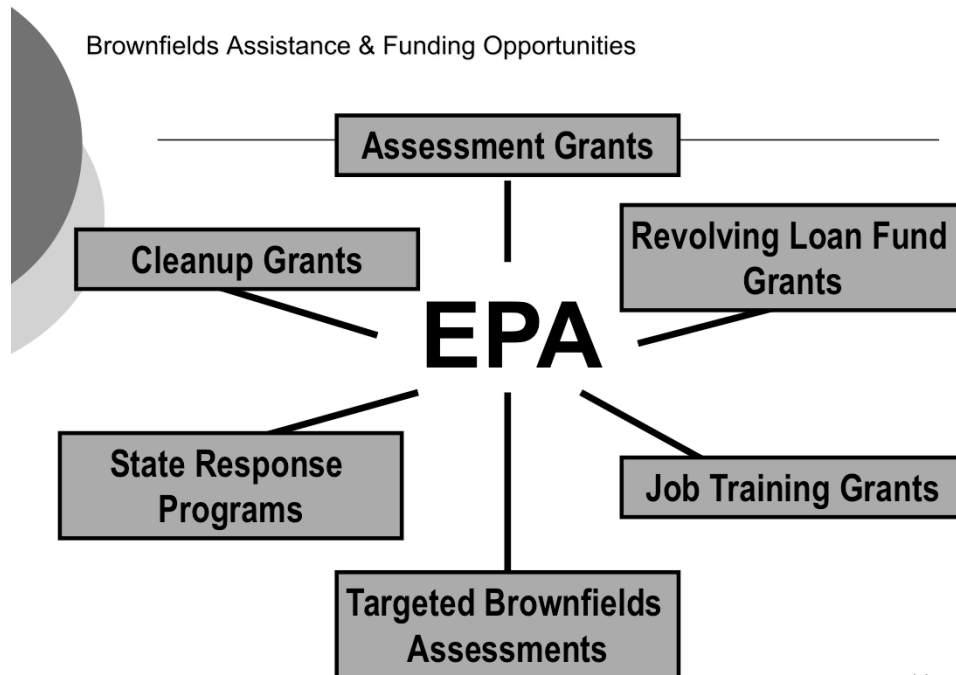 Brownfields Assistance & Funding Opportunities
Assessment Grants
Revolving Loan Fund
Grants
Cleanup Grants
EPA
State Response
Programs
Job Training Grants
Targeted Brownfields
Assessments